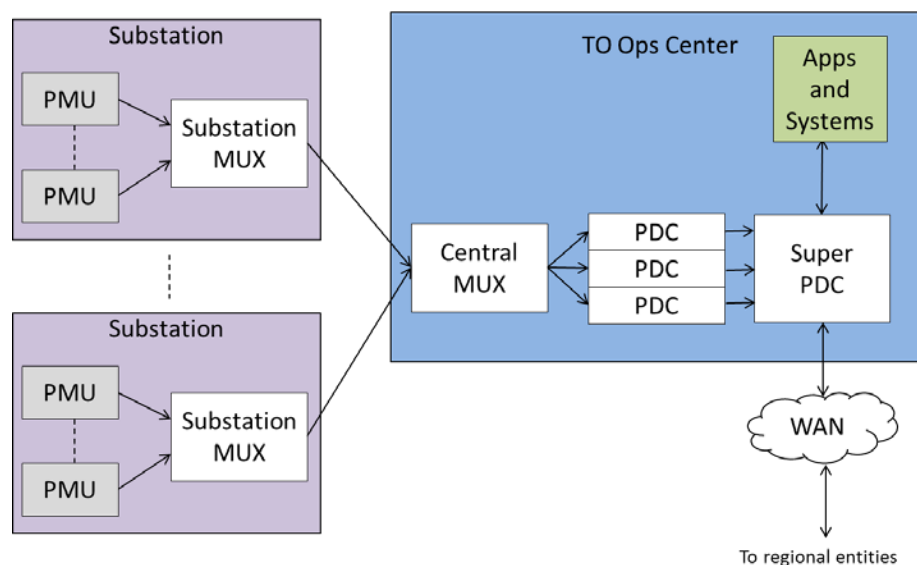 Substation
PMU
PMU
Substation
MUX
Substation
PMU
PMU
Substation
MUX
TO Ops Center
Apps
and
Systems
Central
MUX
PDC
PDC
PDC
Super
PDC
WAN
To regional entities